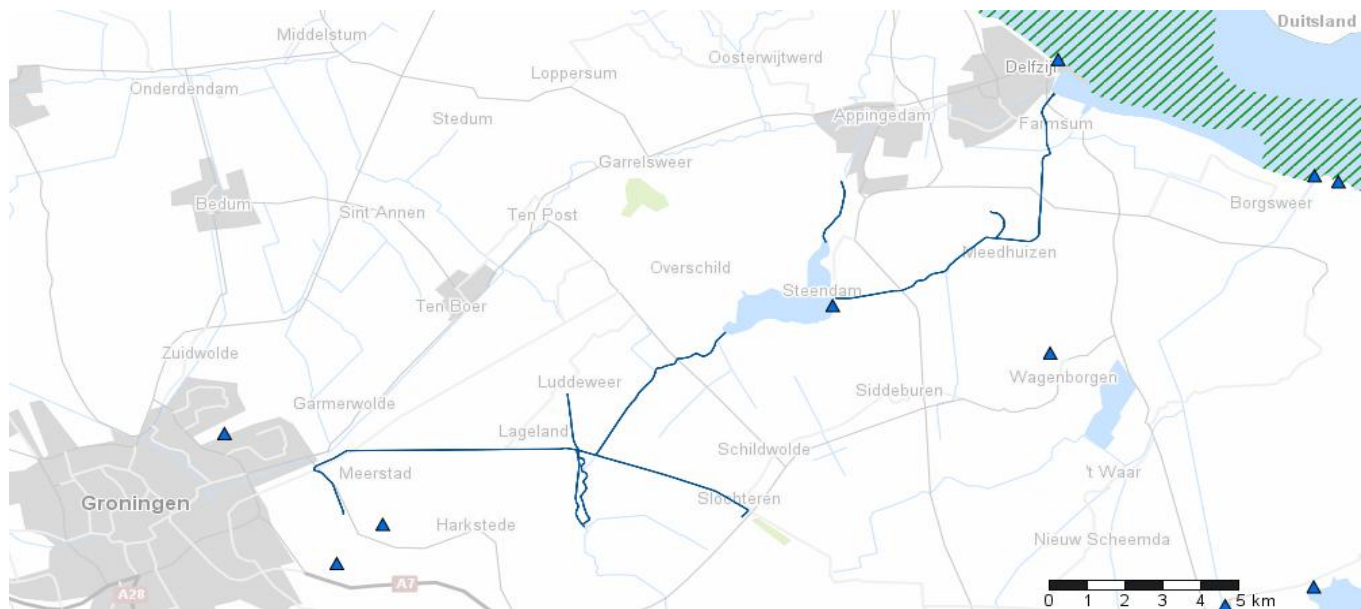 Duitsland
Middelstum
Oosterwijtwerd
Delfzijl
Loppersum
Onderdendam
Stedum
Appingedam
Farmsum
Garrelsweer
Bedum
Sint Annen
Ten Post
Borgsweer
Meedhuizen
Overschild
Steendam
Ten Boer
Zuidwolde
Luddeweer
Wagenborgen
Siddeburen
Garmerwolde
Lageland
Schildwolde
Meerstad
't Waar
Groningen
Slochteren
Harkstede
Nieuw Scheemda
A7
A28
0 1 2 3 4 5 km